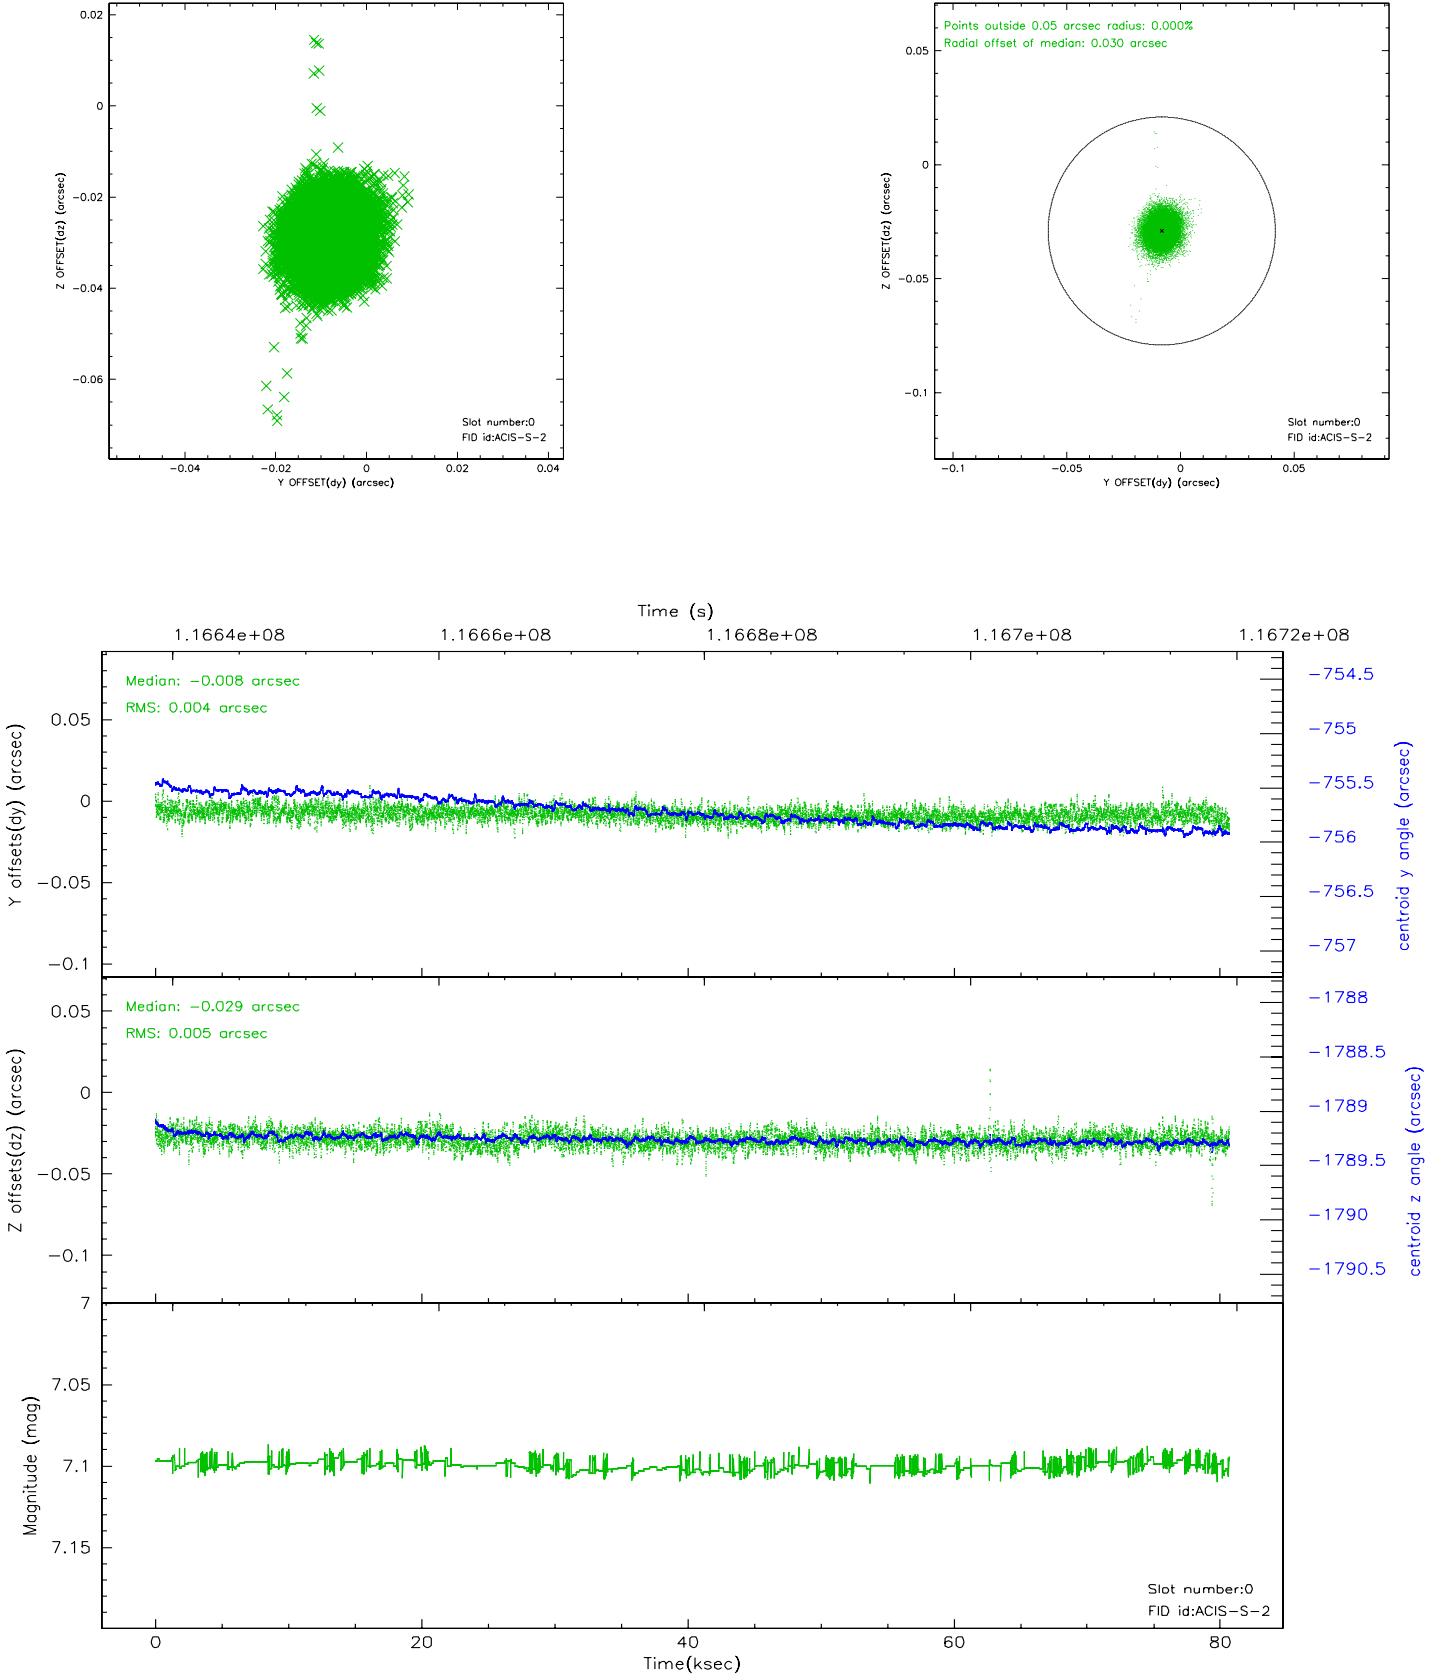 0.02
0
-0.02
-0.04
-0.06
Z OFFSET(dz) (arcsec)
Slot number:0
FID id:ACIS-S-2
-0.04 -0.02 0 0.02 0.04
Y OFFSET(dy) (arcsec)
Points outside 0.05 arcsec radius: 0.000%
Radial offset of median: 0.030 arcsec
0.05
0
-0.05
-0.1
Z OFFSET(dz) (arcsec)
Slot number:0
FID id:ACIS-S-2
-0.1 -0.05 0 0.05
Y OFFSET(dy) (arcsec)
Time (s)
1.1664e+08 1.1666e+08 1.1668e+08 1.167e+08 1.1672e+08
Median: -0.008 arcsec
RMS: 0.004 arcsec
0.05
0
-0.05
-0.1
Y offsets(dy) (arcsec)
-754.5
-755
-755.5
-756
-756.5
-757
centroid y angle (arcsec)
Median: -0.029 arcsec
RMS: 0.005 arcsec
0.05
0
-0.05
-0.1
Z offsets(dz) (arcsec)
-1788
-1788.5
-1789
-1789.5
-1790
-1790.5
centroid z angle (arcsec)
7
7.05
7.1
7.15
Magnitude (mag)
Slot number:0
FID id:ACIS-S-2
0 20 40 60 80
Time(ksec)